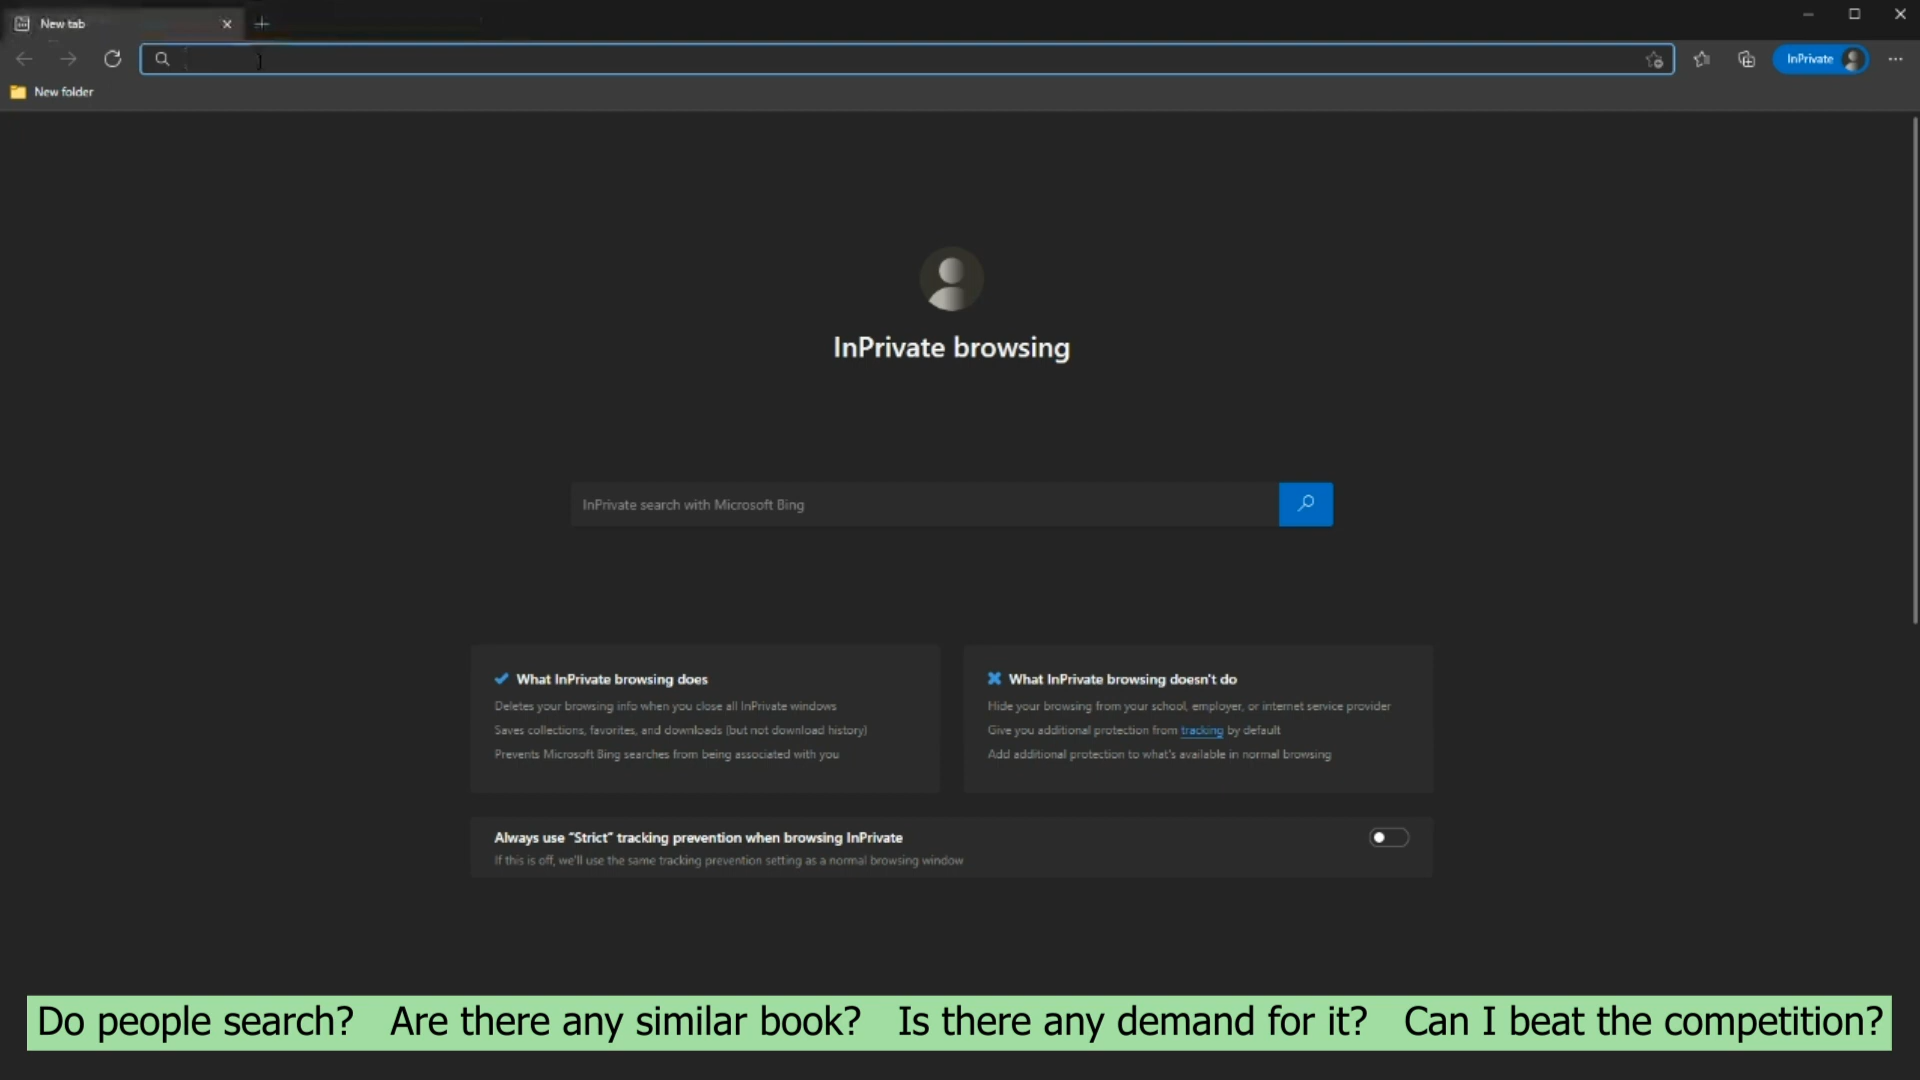 New tab
InPrivate
New folder
InPrivate browsing
InPrivate search with Microsoft Bing
What InPrivate browsing does
Deletes your browsing info when you close all InPrivate windows
Saves collections, favorites, and downloads (but not download history)
Prevents Microsoft Bing searches from being associated with you
What InPrivate browsing doesn't do
Hide your browsing from your school, employer, or internet service provider
Give you additional protection from tracking by default
Add additional protection to what's available in normal browsing
Always use "Strict" tracking prevention when browsing InPrivate
If this is off, we'll use the same tracking prevention setting as a normal browsing window
Do people search? Are there any similar book? Is there any demand for it? Can I beat the competition?